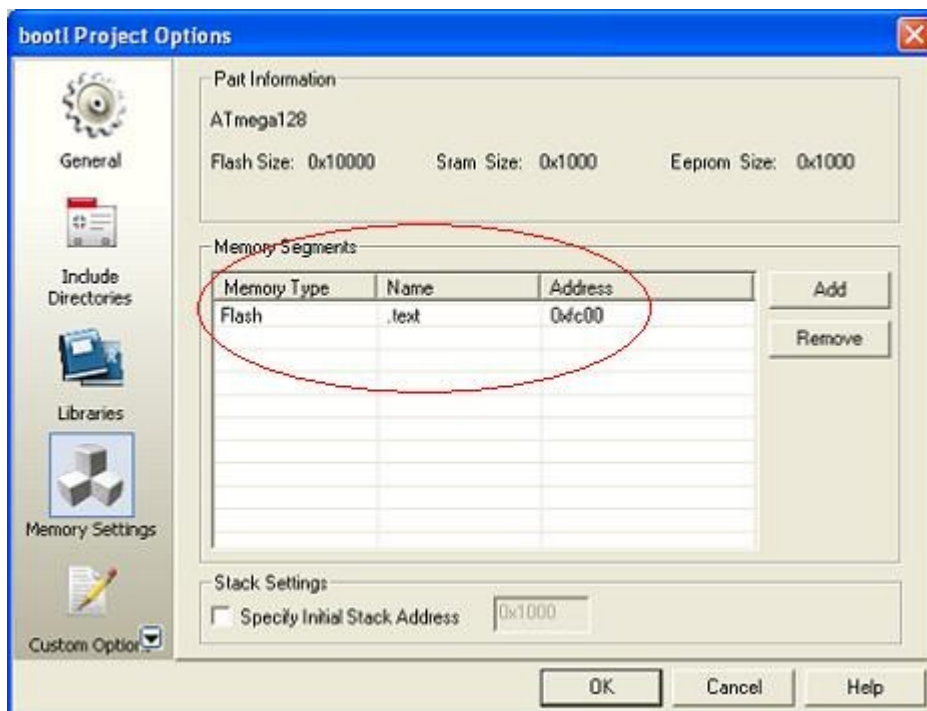 bootl Project Options
General
Include
Directories
Libraries
Memory Settings
Custom Option
Part Information
ATmega128
Flash Size: 0x10000 Sram Size: 0x1000 Eeprom Size: 0x1000
Memory Segments
Memory Type Name Address
Flash .text 0xfc00
Add
Remove
Stack Settings
Specify Initial Stack Address 0x1000
OK Cancel Help